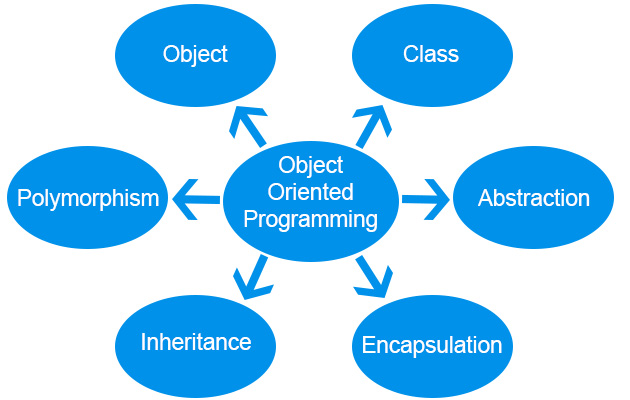 Object
Class
Object
Oriented
Programming
Polymorphism
Abstraction
Inheritance
Encapsulation